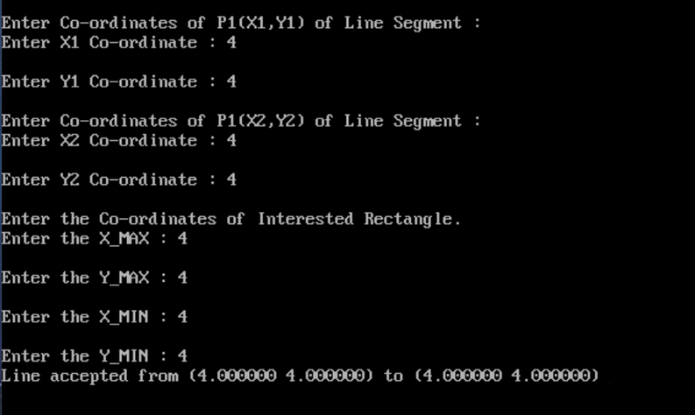 Enter Co-ordinates of P1(X1,Y1) of Line Segment :
Enter X1 Co-ordinate : 4
Enter Y1 Co-ordinate : 4
Enter Co-ordinates of P1(X2,Y2) of Line Segment :
Enter X2 Co-ordinate : 4
Enter Y2 Co-ordinate : 4
Enter the Co-ordinates of Interested Rectangle.
Enter the X_MAX : 4
Enter the Y_MAX : 4
Enter the X_MIN : 4
Enter the Y_MIN : 4
Line accepted from (4.000000 4.000000) to (4.000000 4.000000)